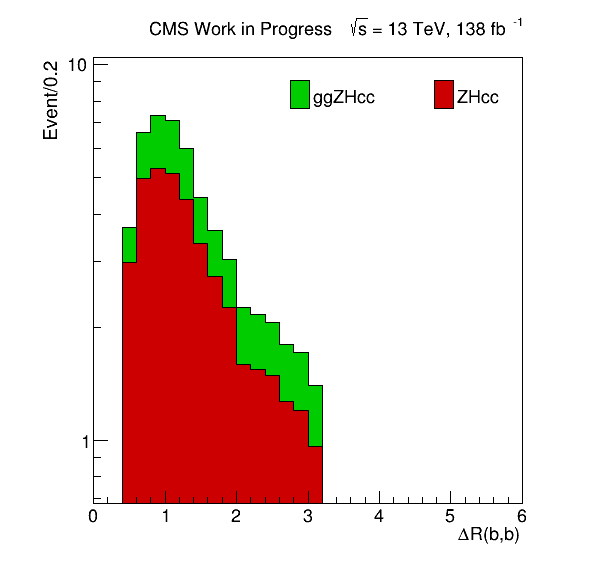 CMS Work in Progress √s = 13 TeV, 138 fb⁻¹
Event/0.2
10
1
ggZHcc ZHcc
0 1 2 3 4 5 6
ΔR(b,b)